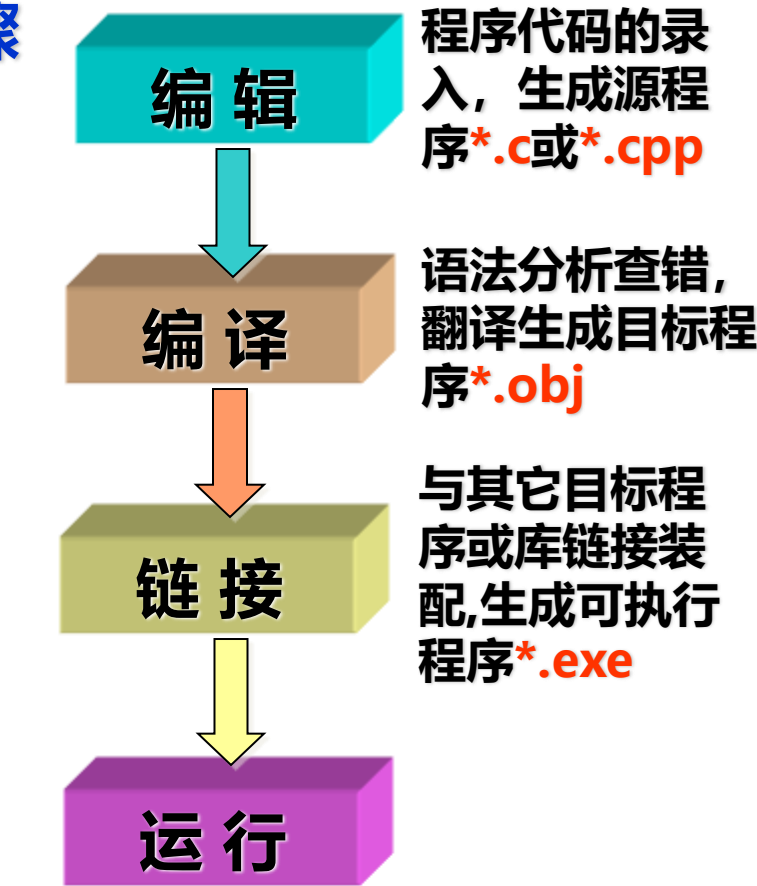 骤
编 辑
程序代码的录
入，生成源程
序*.c或*.cpp
编 译
语法分析查错，
翻译生成目标程
序*.obj
链 接
与其它目标程
序或库链接装
配,生成可执行
程序*.exe
运 行